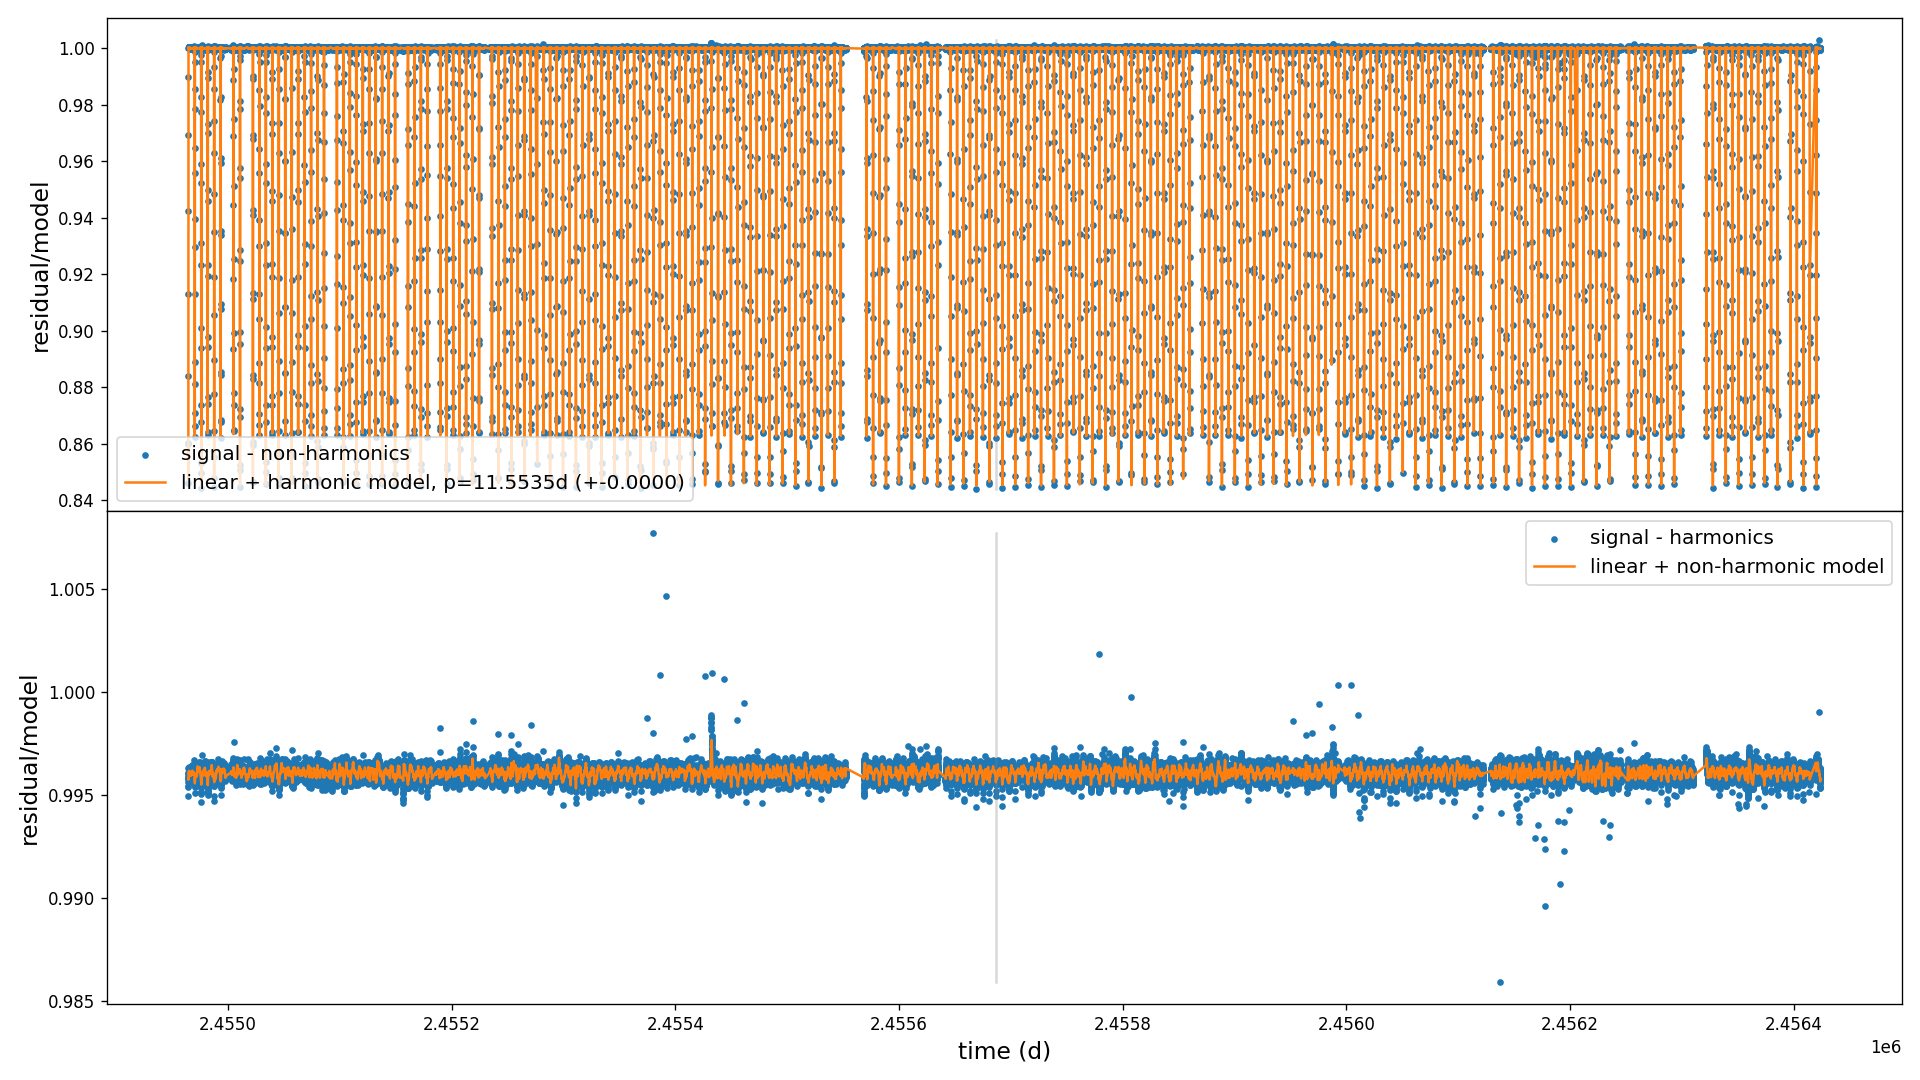 1.00
0.98
0.96
0.94
0.92
0.90
0.88
0.86
0.84
residual/model
signal - non-harmonics
linear + harmonic model, p=11.5535d (+-0.0000)
1.005
1.000
0.995
0.990
0.985
residual/model
signal - harmonics
linear + non-harmonic model
2.4550 2.4552 2.4554 2.4556 2.4558 2.4560 2.4562 2.4564
1e6
time (d)